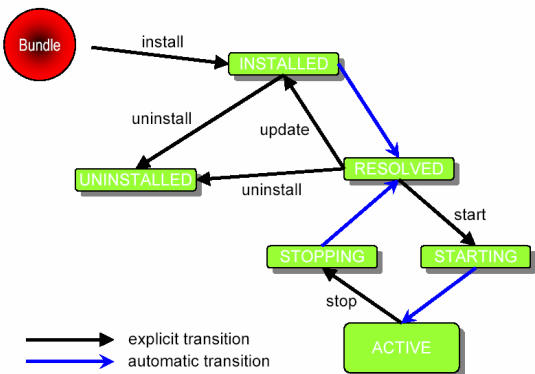 Bundle
install
INSTALLED
uninstall
update
UNINSTALLED
uninstall
RESOLVED
start
STOPPING
STARTING
stop
ACTIVE
explicit transition
automatic transition